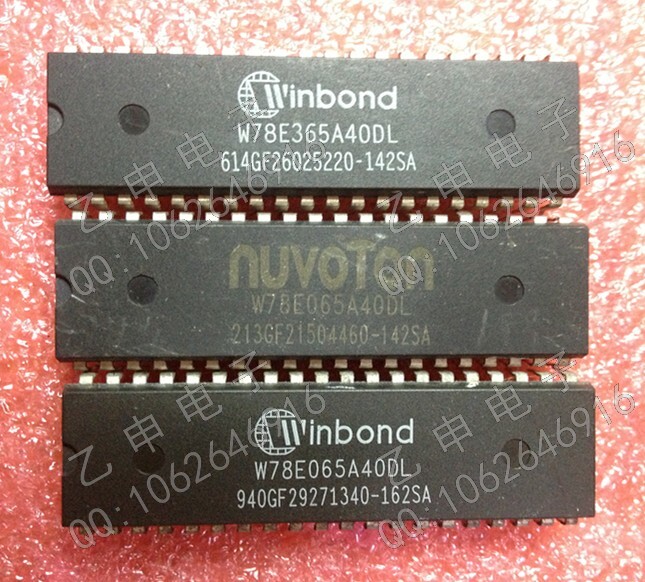 Winbond
W78E365A40DL
614GF26025220-142SA
乙申电子
QQ:1062646916
nuvoTon
W78E065A40DL
213GF21504460-142SA
乙申电子
QQ:1062646916
Winbond
W78E065A40DL
940GF29271340-162SA
乙申电子
QQ:1062646916